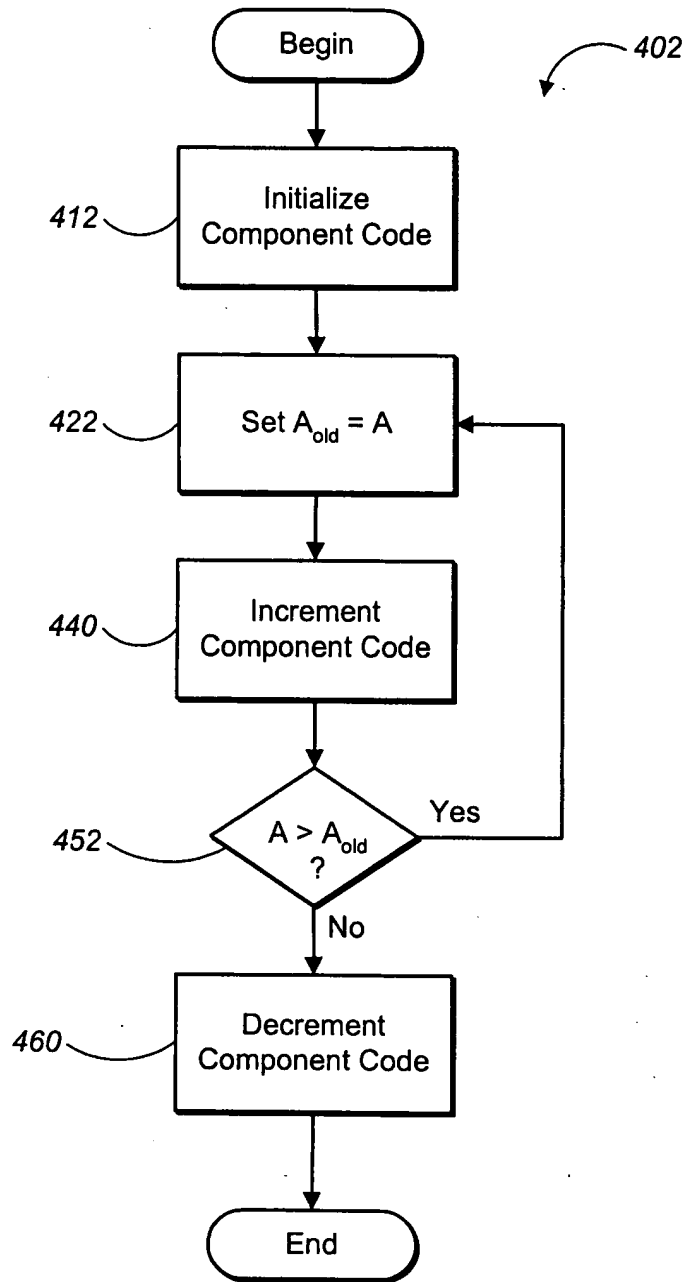 Begin
402
Initialize
Component Code
412
Set A_old = A
422
Increment
Component Code
440
A > A_old
?
Yes
452
No
Decrement
Component Code
460
End